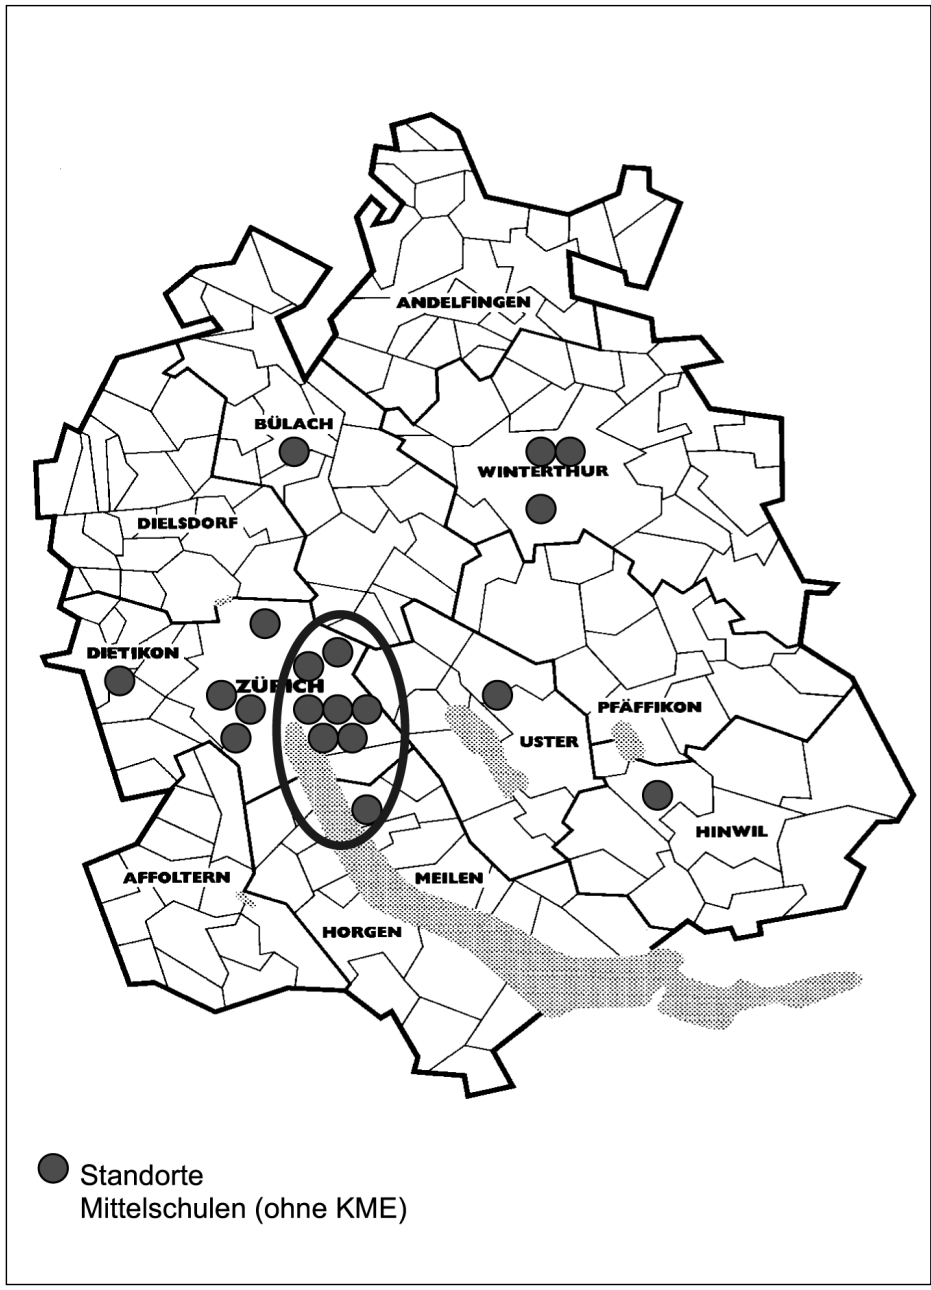 ANDELFINGEN
BÜLACH
WINTERTHUR
DIELSDORF
DIETIKON
ZÜRICH
PFÄFFIKON
USTER
HINWIL
AFFOLTERN
MEILEN
HORGEN
Standorte
Mittelschulen (ohne KME)